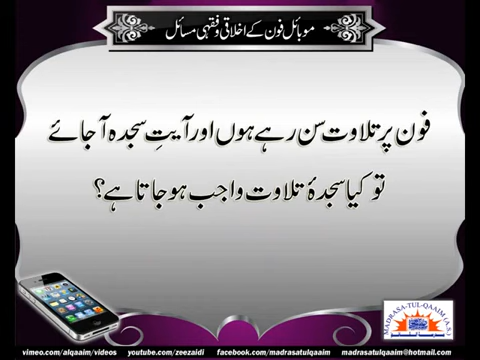 موبائل فون کے اخلاقی و فقہی مسائل
فون پر تلاوت سن رہے ہوں اور آیتِ سجدہ آ جائے
تو کیا سجدۂ تلاوت واجب ہو جاتا ہے؟
MADRASA-TUL-QAAIM (A.S.)
vimeo.com/alqaaim/videos youtube.com/zeezaidi facebook.com/madrasatulqaaim madrasatulqaaim@hotmail.com